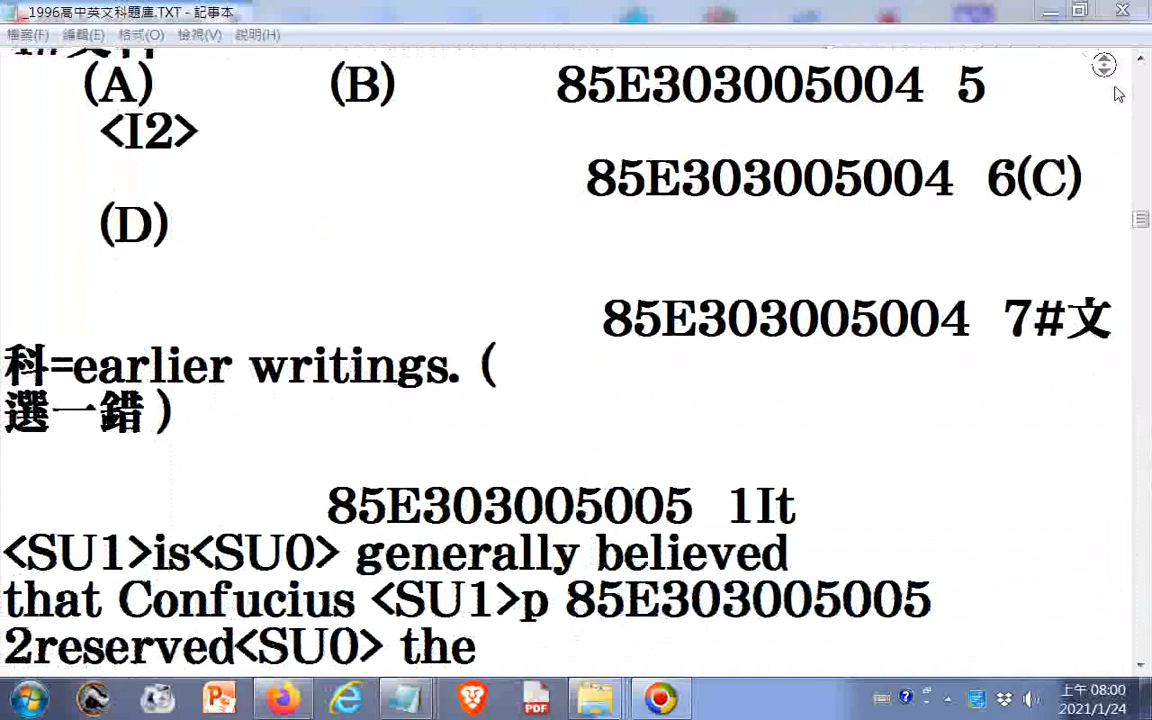 _1996高中英文科題庫.TXT - 記事本
檔案(F) 編輯(E) 格式(O) 檢視(V) 說明(H)
(A) (B) 85E303005004 5
<I2>
85E303005004 6(C)
(D)
85E303005004 7#文
科=earlier writings. (
選一錯)
85E303005005 1It
<SU1>is<SU0> generally believed
that Confucius <SU1>p 85E303005005
2reserved<SU0> the
PDF
上午 08:00
2021/1/24